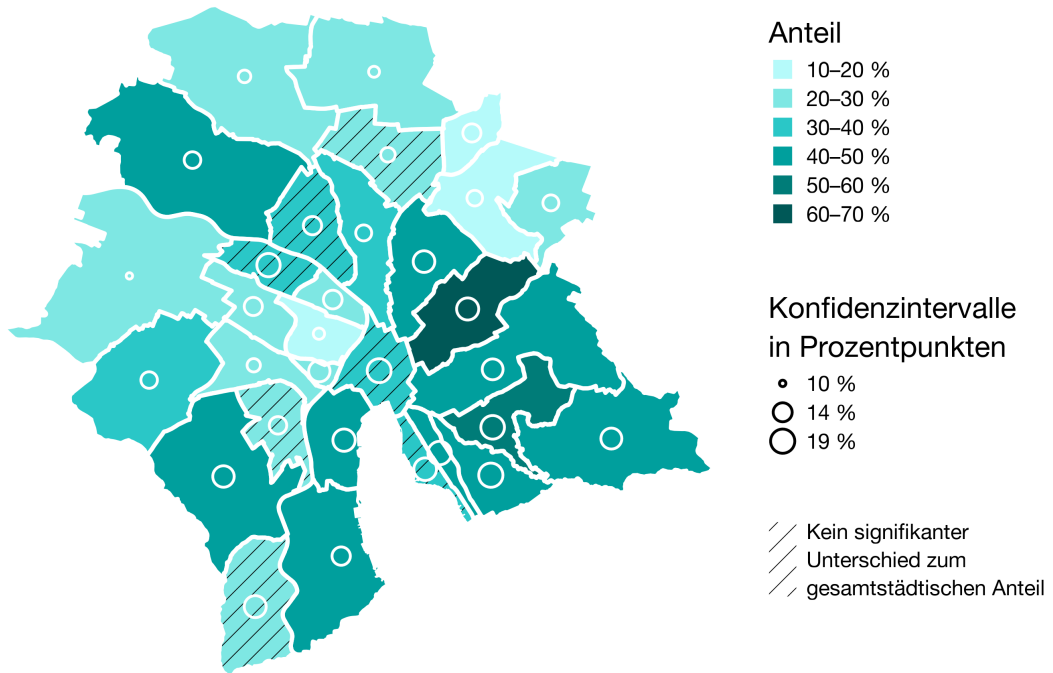 Anteil
10–20 %
20–30 %
30–40 %
40–50 %
50–60 %
60–70 %
Konfidenzintervalle
in Prozentpunkten
10 %
14 %
19 %
Kein signifikanter
Unterschied zum
gesamtstädtischen Anteil